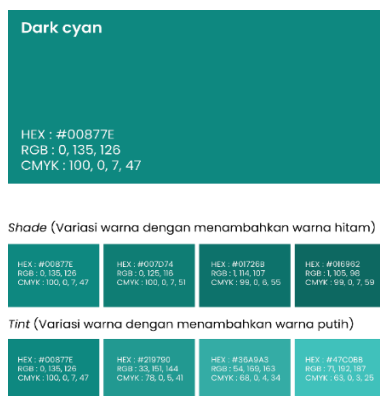 Dark cyan
HEX : #00877E
RGB : 0, 135, 126
CMYK : 100, 0, 7, 47
Shade (Variasi warna dengan menambahkan warna hitam)
HEX : #00877E
RGB : 0, 135, 126
CMYK : 100, 0, 7, 47
HEX : #007D74
RGB : 0, 125, 116
CMYK : 100, 0, 7, 51
HEX : #01726B
RGB : 1, 114, 107
CMYK : 99, 0, 6, 55
HEX : #016962
RGB : 1, 105, 98
CMYK : 99, 0, 7, 59
Tint (Variasi warna dengan menambahkan warna putih)
HEX : #00877E
RGB : 0, 135, 126
CMYK : 100, 0, 7, 47
HEX : #219790
RGB : 33, 151, 144
CMYK : 78, 0, 5, 41
HEX : #36A9A3
RGB : 54, 169, 163
CMYK : 68, 0, 4, 34
HEX : #47C0BB
RGB : 71, 192, 187
CMYK : 63, 0, 3, 25